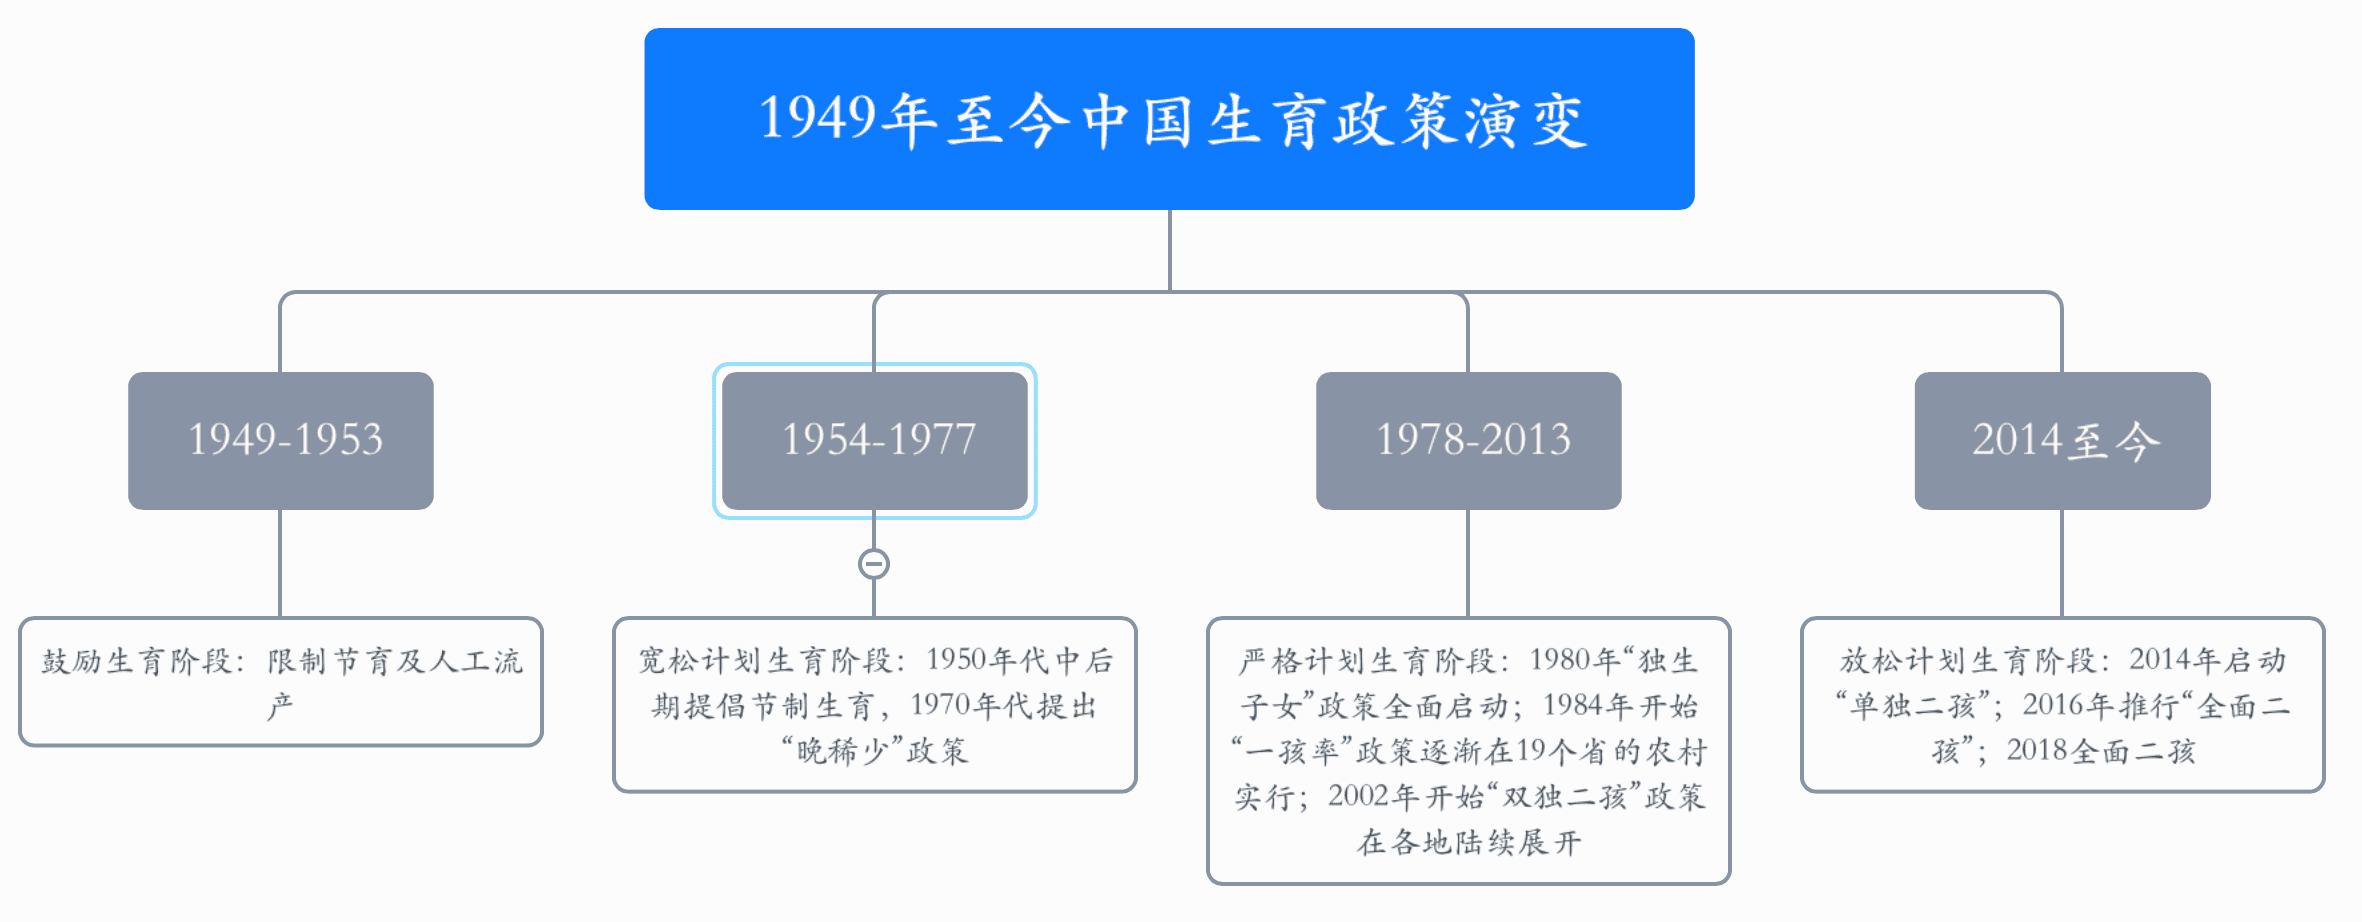 1949年至今中国生育政策演变
1949-1953
1954-1977
1978-2013
2014至今
鼓励生育阶段：限制节育及人工流
产
宽松计划生育阶段：1950年代中后
期提倡节制生育，1970年代提出
“晚稀少”政策
严格计划生育阶段：1980年“独生
子女”政策全面启动；1984年开始
“一孩率”政策逐渐在19个省的农村
实行；2002年开始“双独二孩”政策
在各地陆续展开
放松计划生育阶段：2014年启动
“单独二孩”；2016年推行“全面二
孩”；2018全面二孩